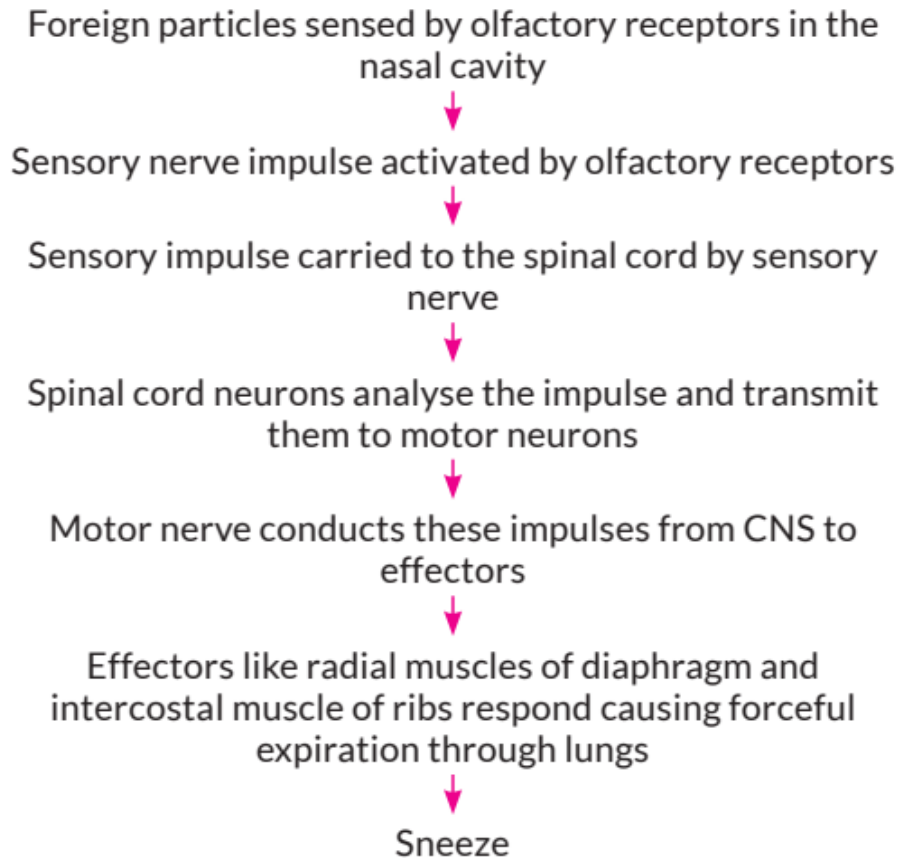 Foreign particles sensed by olfactory receptors in the
nasal cavity
Sensory nerve impulse activated by olfactory receptors
Sensory impulse carried to the spinal cord by sensory
nerve
Spinal cord neurons analyse the impulse and transmit
them to motor neurons
Motor nerve conducts these impulses from CNS to
effectors
Effectors like radial muscles of diaphragm and
intercostal muscle of ribs respond causing forceful
expiration through lungs
Sneeze